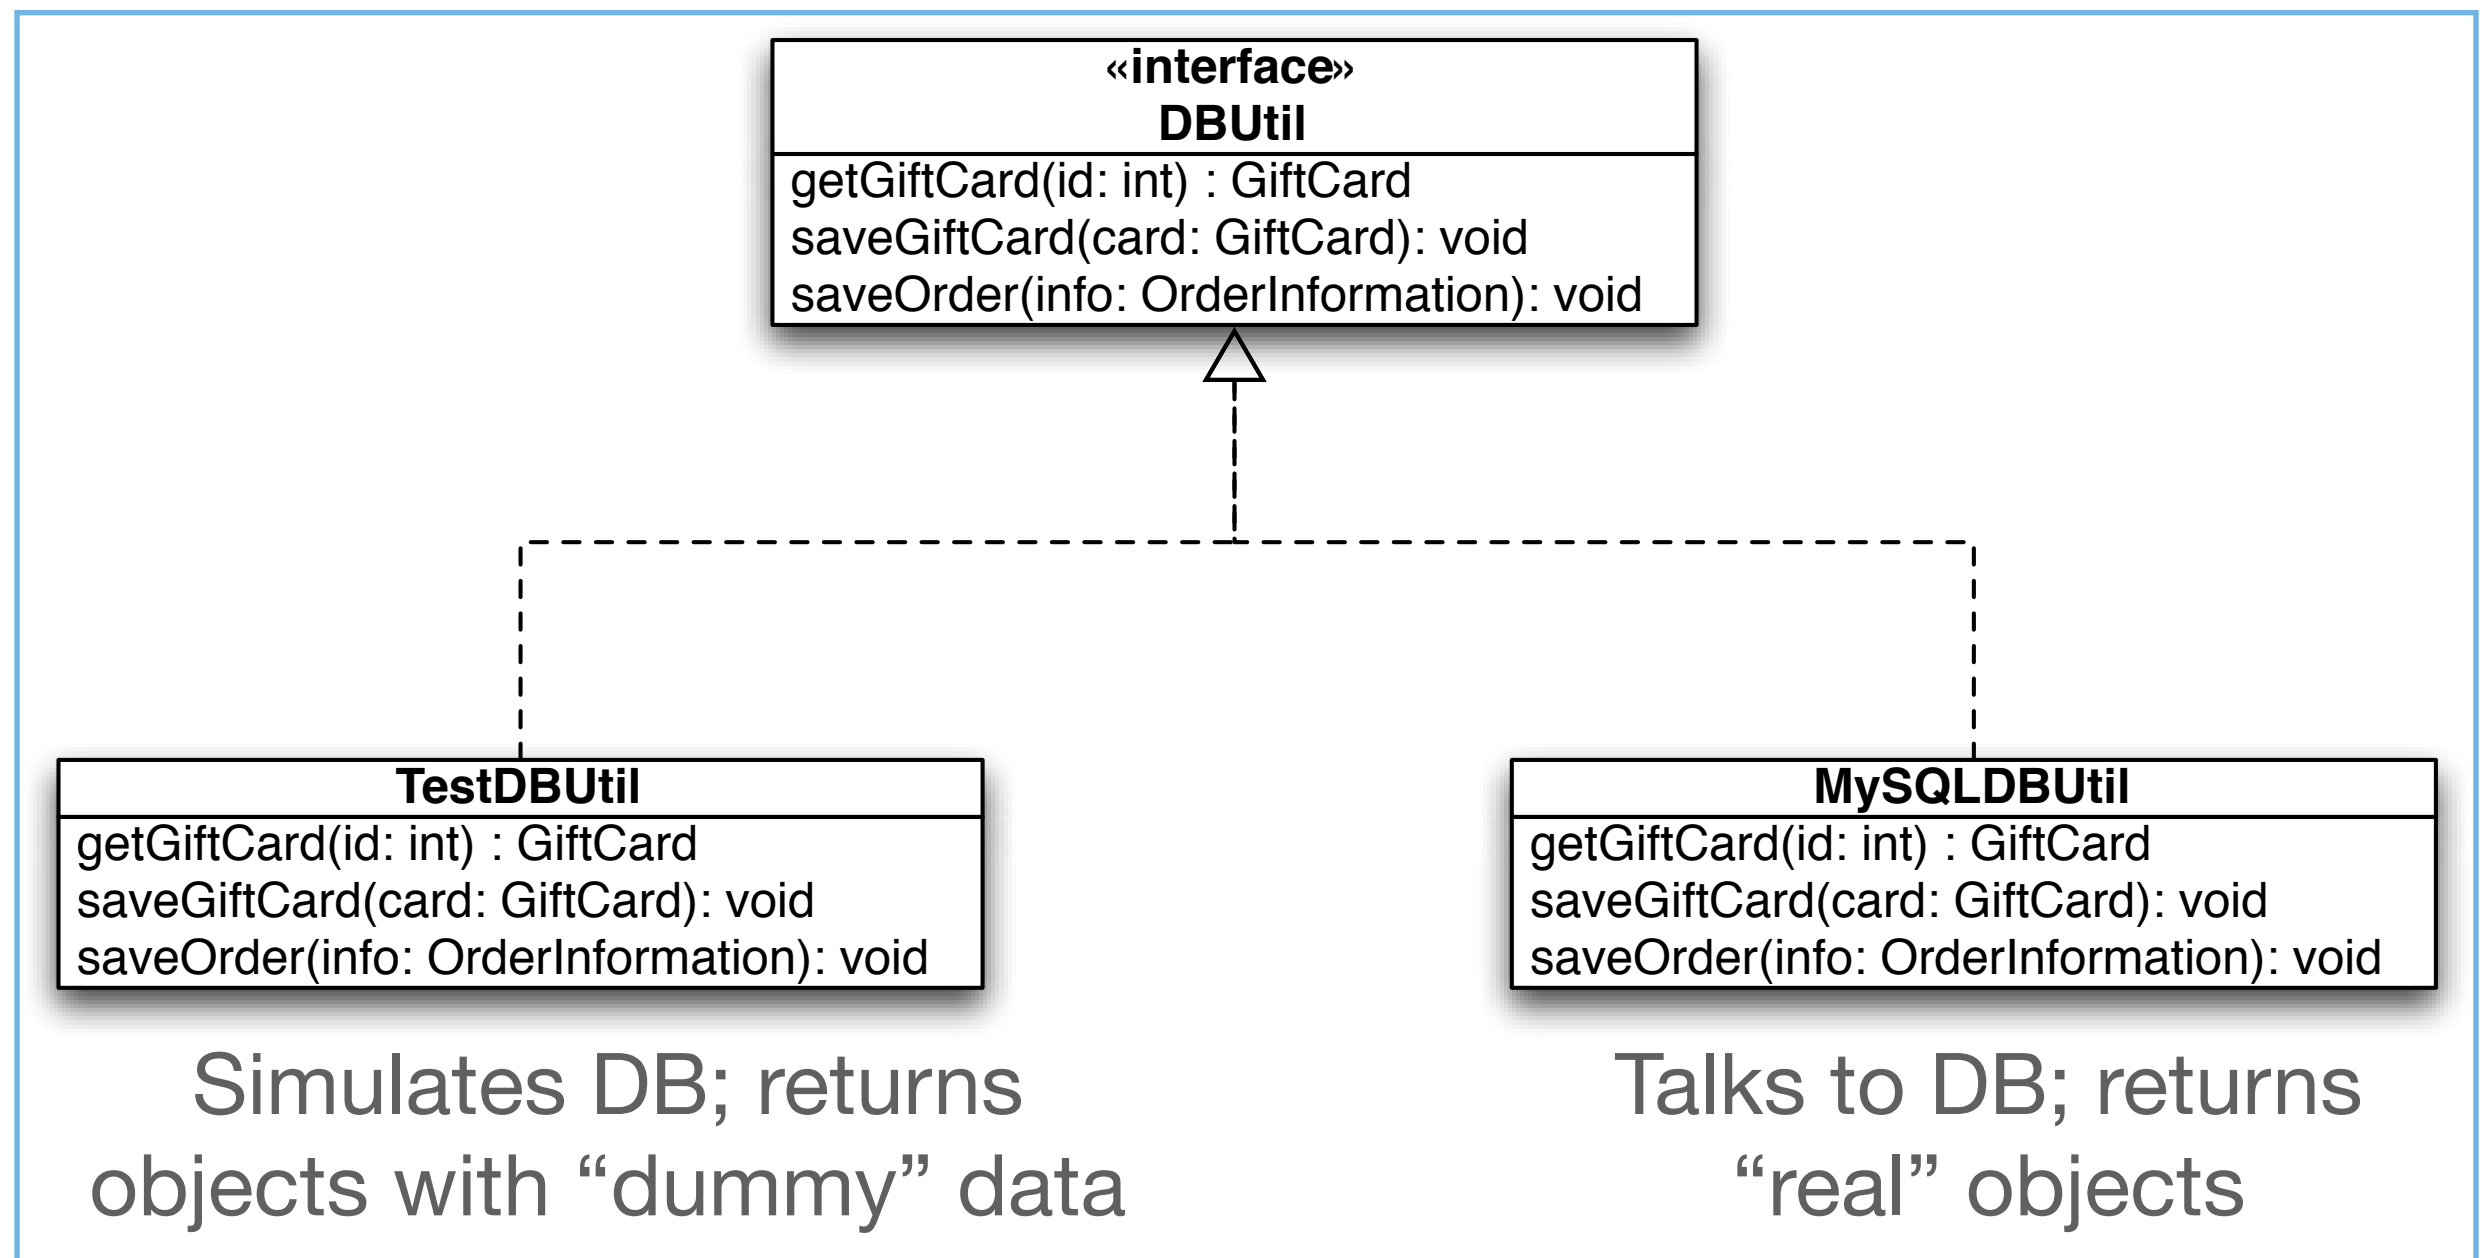 «interface»
DBUtil
getGiftCard(id: int) : GiftCard
saveGiftCard(card: GiftCard): void
saveOrder(info: OrderInformation): void
TestDBUtil
getGiftCard(id: int) : GiftCard
saveGiftCard(card: GiftCard): void
saveOrder(info: OrderInformation): void
Simulates DB; returns
objects with “dummy” data
MySQLDBUtil
getGiftCard(id: int) : GiftCard
saveGiftCard(card: GiftCard): void
saveOrder(info: OrderInformation): void
Talks to DB; returns
“real” objects